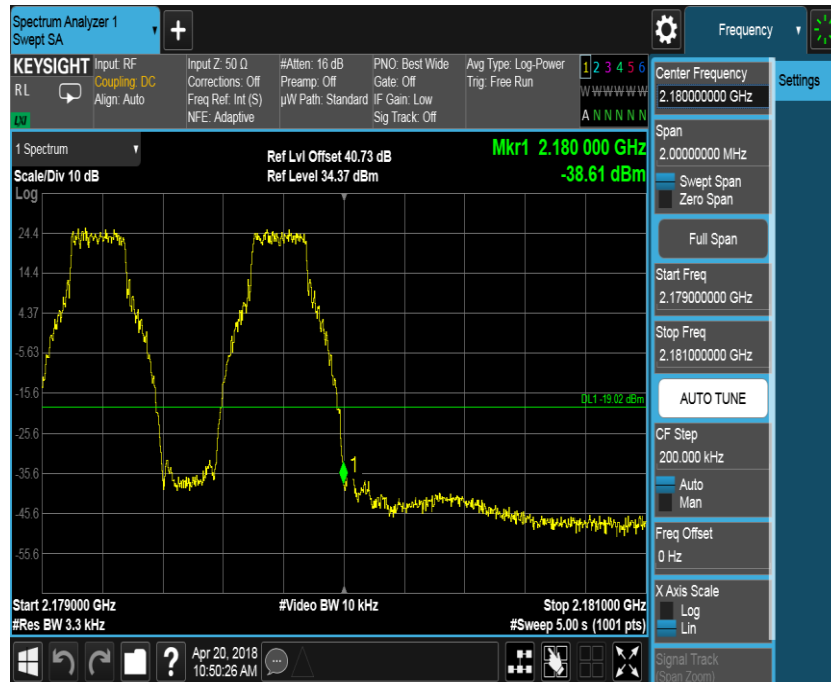 Spectrum Analyzer 1
Swept SA
+
Frequency
KEYSIGHT
RL
LXI
Input: RF
Coupling: DC
Align: Auto
Input Z: 50 Ω
Corrections: Off
Freq Ref: Int (S)
NFE: Adaptive
#Atten: 16 dB
Preamp: Off
µW Path: Standard
PNO: Best Wide
Gate: Off
IF Gain: Low
Sig Track: Off
Avg Type: Log-Power
Trig: Free Run
1 2 3 4 5 6
W W W W W W
A N N N N N
1 Spectrum
Scale/Div 10 dB
Log
Ref Lvl Offset 40.73 dB
Ref Level 34.37 dBm
Mkr1 2.180 000 GHz
-38.61 dBm
24.4
14.4
4.37
-5.63
-15.6
-25.6
-35.6
-45.6
-55.6
DL1 -19.02 dBm
1
Start 2.179000 GHz
#Res BW 3.3 kHz
#Video BW 10 kHz
Stop 2.181000 GHz
#Sweep 5.00 s (1001 pts)
Center Frequency
2.180000000 GHz
Span
2.00000000 MHz
Swept Span
Zero Span
Full Span
Start Freq
2.179000000 GHz
Stop Freq
2.181000000 GHz
AUTO TUNE
CF Step
200.000 kHz
Auto
Man
Freq Offset
0 Hz
X Axis Scale
Log
Lin
Signal Track
(Span Zoom)
Settings
?
Apr 20, 2018
10:50:26 AM